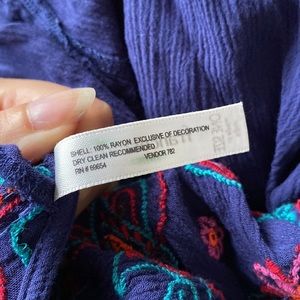 SHELL: 100% RAYON EXCLUSIVE OF DECORATION
DRY CLEAN RECOMMENDED
RN # 69654 VENDOR 782